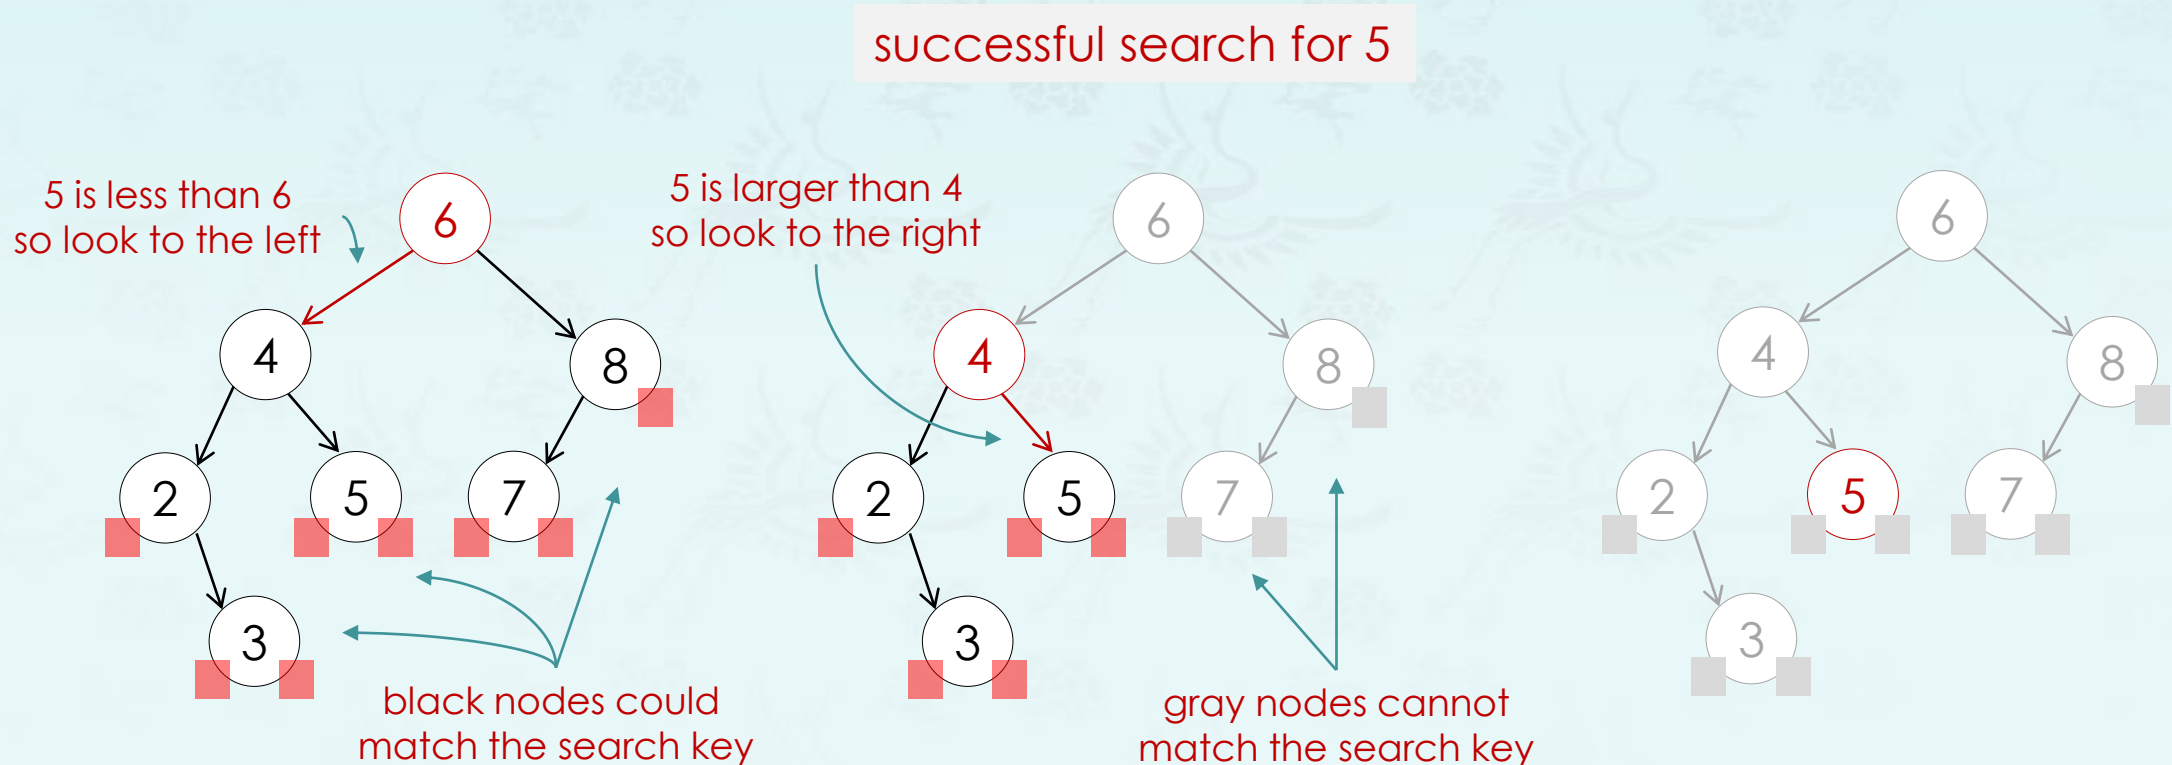 successful search for 5
5 is less than 6
so look to the left
6
4
8
2
5
7
3
black nodes could
match the search key
5 is larger than 4
so look to the right
6
4
8
2
5
7
3
gray nodes cannot
match the search key
6
4
8
2
5
7
3